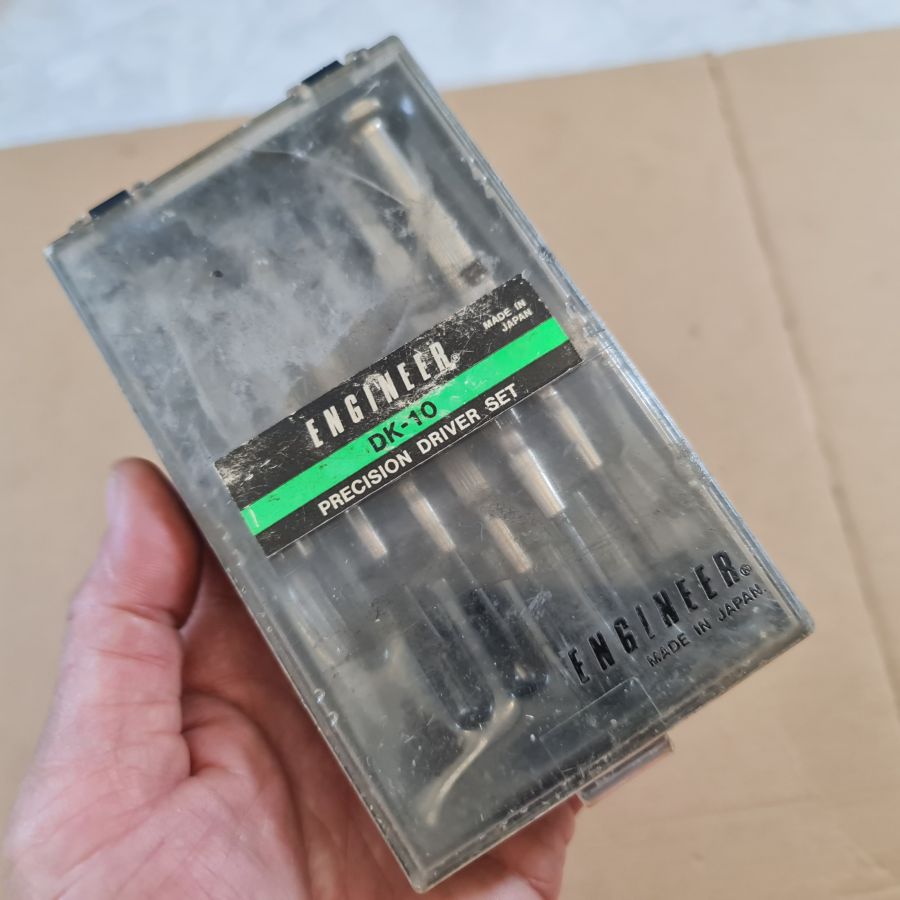 MADE IN
JAPAN
ENGINEER®
DK-10
PRECISION DRIVER SET
ENGINEER®
MADE IN JAPAN.